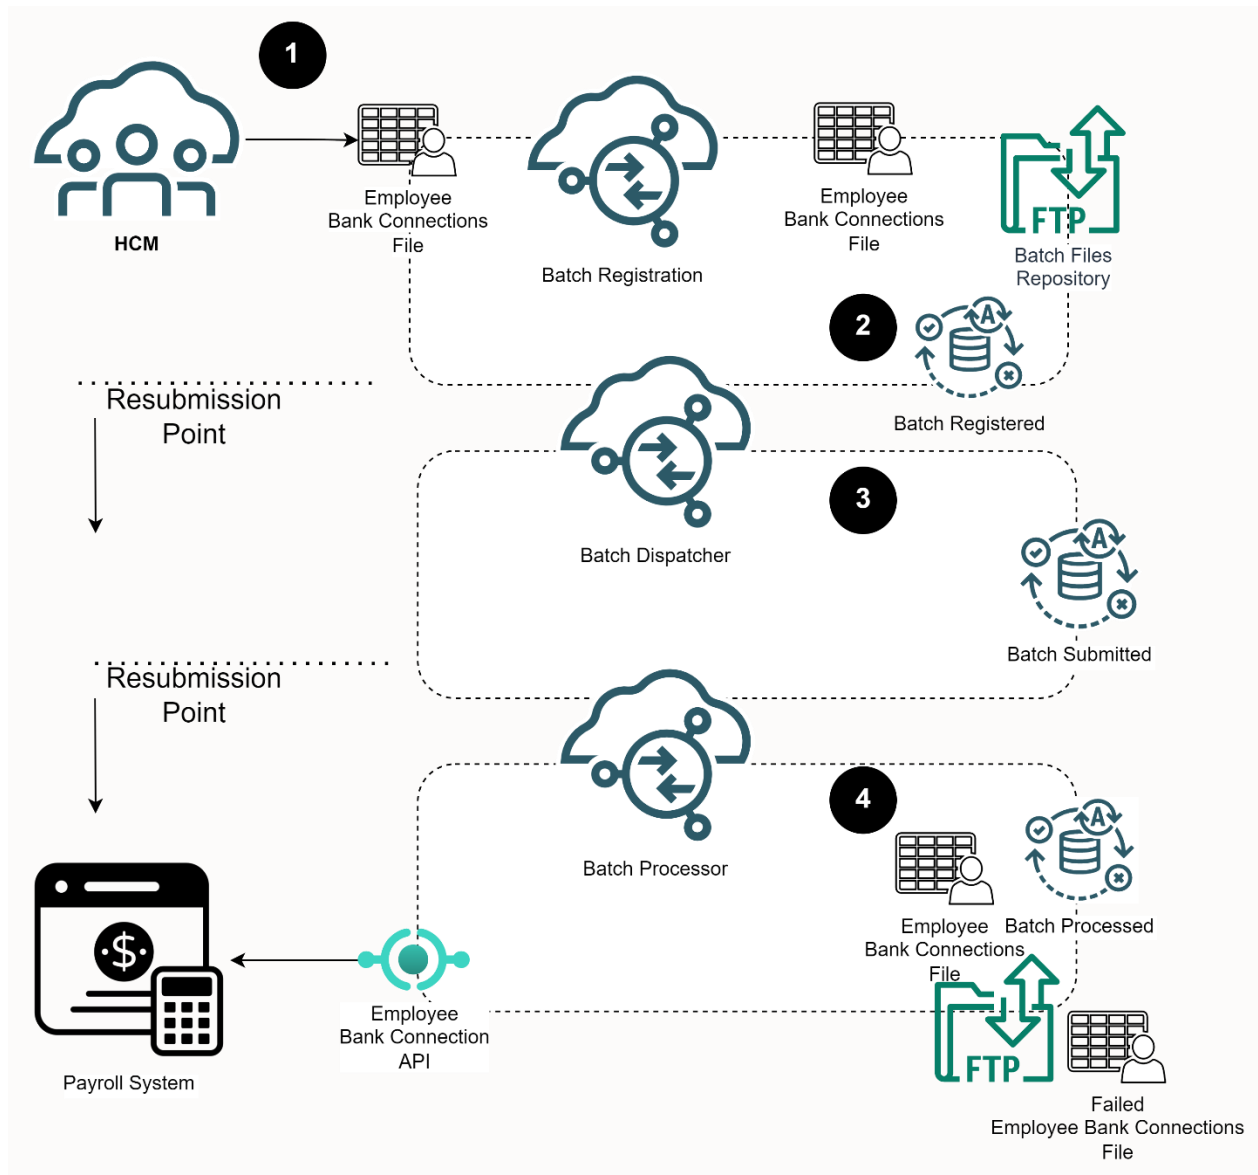 1
HCM
Employee
Bank Connections
File
Batch Registration
Employee
Bank Connections
File
FTP
Batch Files
Repository
2
A
Batch Registered
Resubmission
Point
Batch Dispatcher
3
A
Batch Submitted
Resubmission
Point
Batch Processor
4
Employee
Bank Connections
File
A
Batch Processed
$
Payroll System
Employee
Bank Connection
API
FTP
Failed
Employee Bank Connections
File